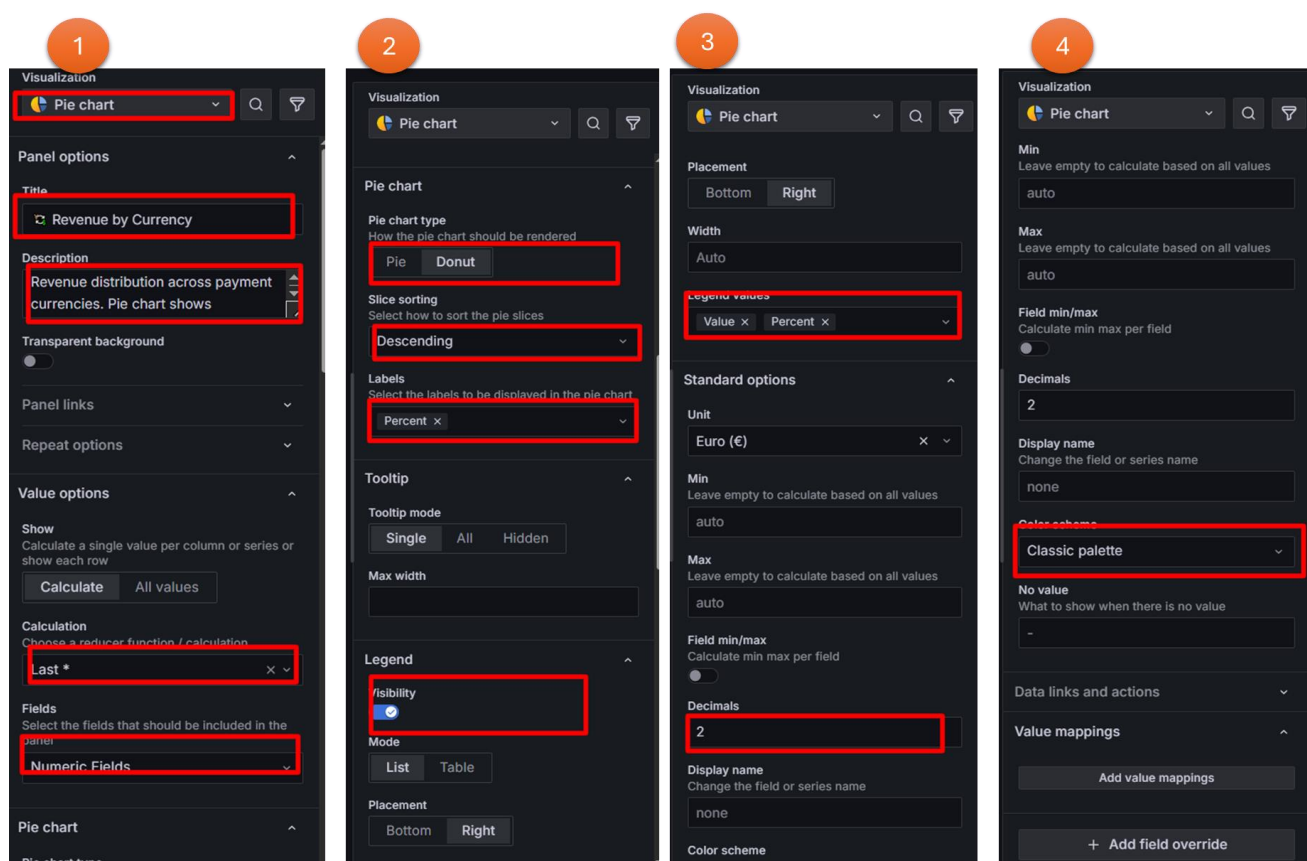 1
Visualization
Pie chart
Panel options
Title
Revenue by Currency
Description
Revenue distribution across payment
currencies. Pie chart shows
Transparent background
Panel links
Repeat options
Value options
Show
Calculate a single value per column or series or
show each row
Calculate All values
Calculation
Choose a reducer function / calculation
Last *
Fields
Select the fields that should be included in the
panel
Numeric Fields
Pie chart
Pie chart type
2
Visualization
Pie chart
Pie chart
Pie chart type
How the pie chart should be rendered
Pie Donut
Slice sorting
Select how to sort the pie slices
Descending
Labels
Select the labels to be displayed in the pie chart
Percent
Tooltip
Tooltip mode
Single All Hidden
Max width
Legend
Visibility
Mode
List Table
Placement
Bottom Right
3
Visualization
Pie chart
Placement
Bottom Right
Width
Auto
Legend values
Value Percent
Standard options
Unit
Euro (€)
Min
Leave empty to calculate based on all values
auto
Max
Leave empty to calculate based on all values
auto
Field min/max
Calculate min max per field
Decimals
2
Display name
Change the field or series name
none
Color scheme
4
Visualization
Pie chart
Min
Leave empty to calculate based on all values
auto
Max
Leave empty to calculate based on all values
auto
Field min/max
Calculate min max per field
Decimals
2
Display name
Change the field or series name
none
Color scheme
Classic palette
No value
What to show when there is no value
-
Data links and actions
Value mappings
Add value mappings
+ Add field override